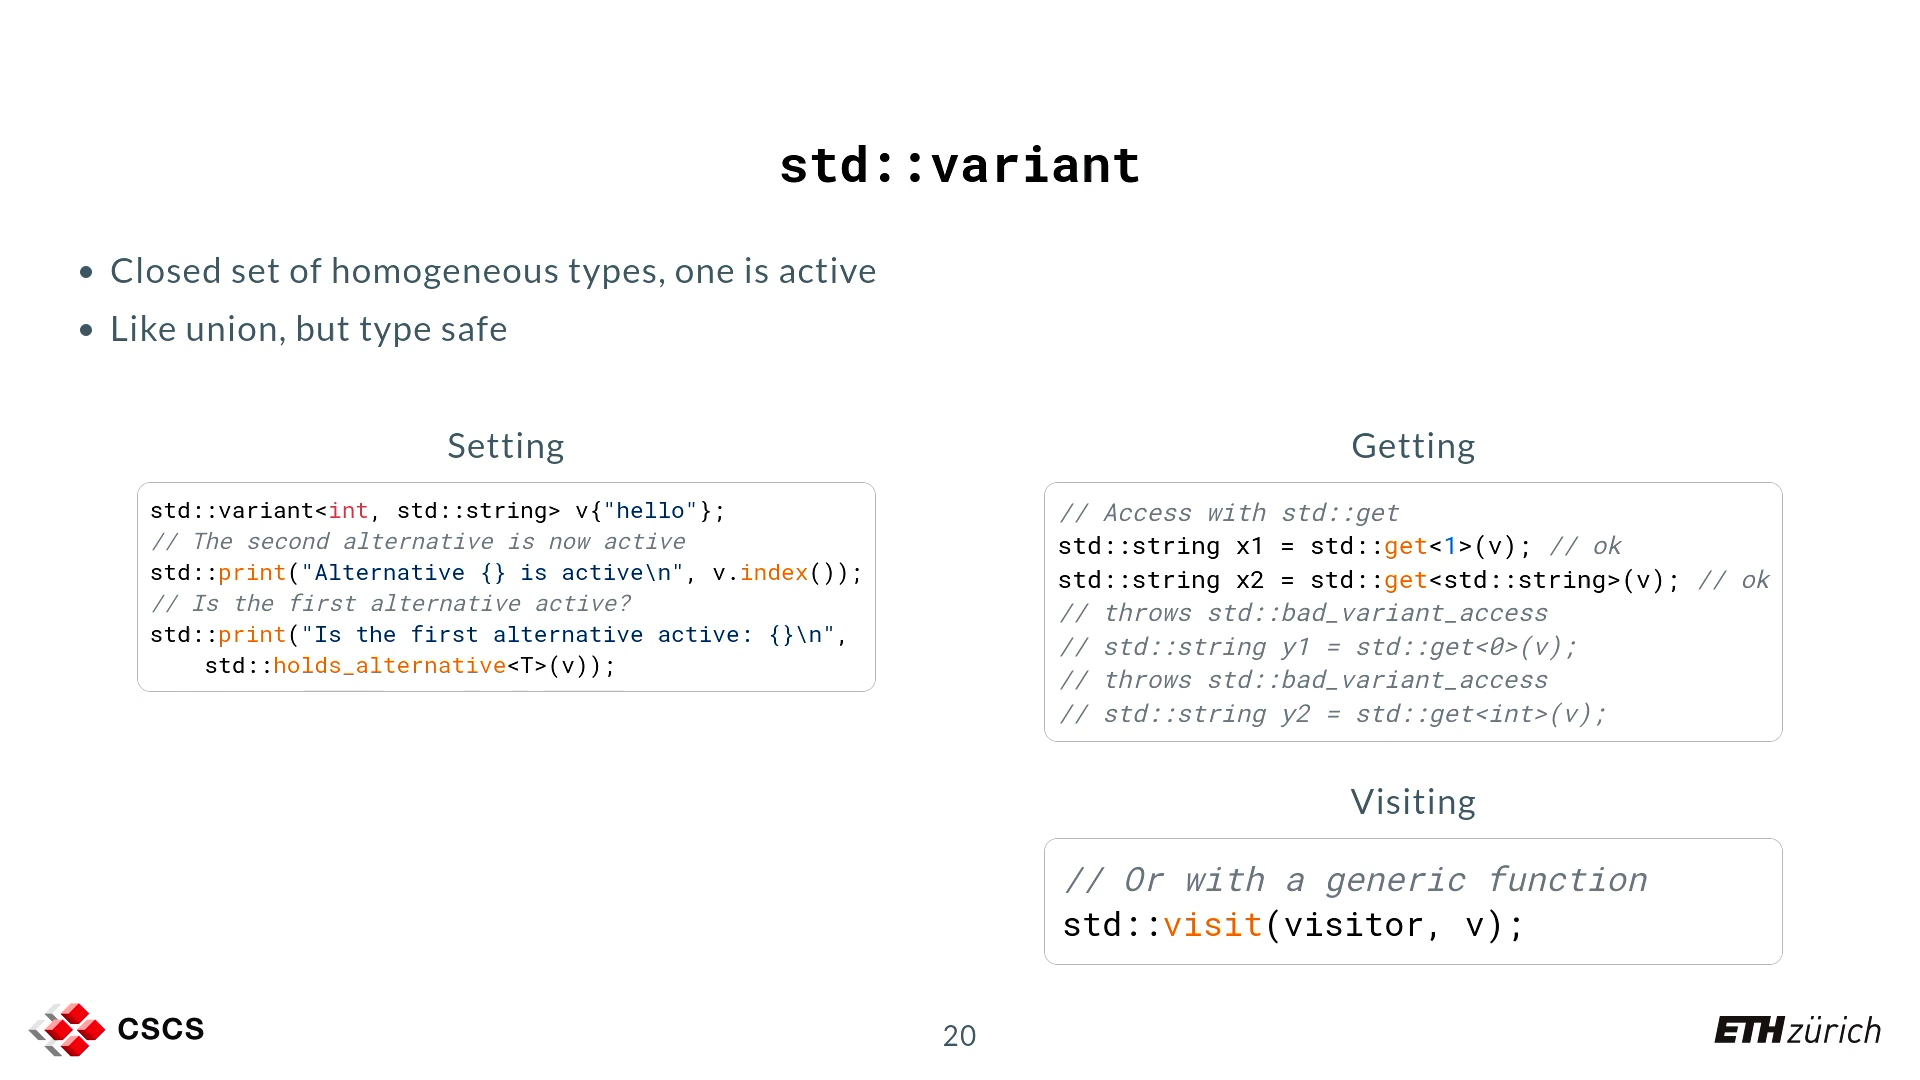 std::variant
• Closed set of homogeneous types, one is active
• Like union, but type safe
Setting
std::variant<int, std::string> v{"hello"};
// The second alternative is now active
std::print("Alternative {} is active\n", v.index());
// Is the first alternative active?
std::print("Is the first alternative active: {}\n",
    std::holds_alternative<T>(v));
Getting
// Access with std::get
std::string x1 = std::get<1>(v); // ok
std::string x2 = std::get<std::string>(v); // ok
// throws std::bad_variant_access
// std::string y1 = std::get<0>(v);
// throws std::bad_variant_access
// std::string y2 = std::get<int>(v);
Visiting
// Or with a generic function
std::visit(visitor, v);
CSCS
20
ETH zürich